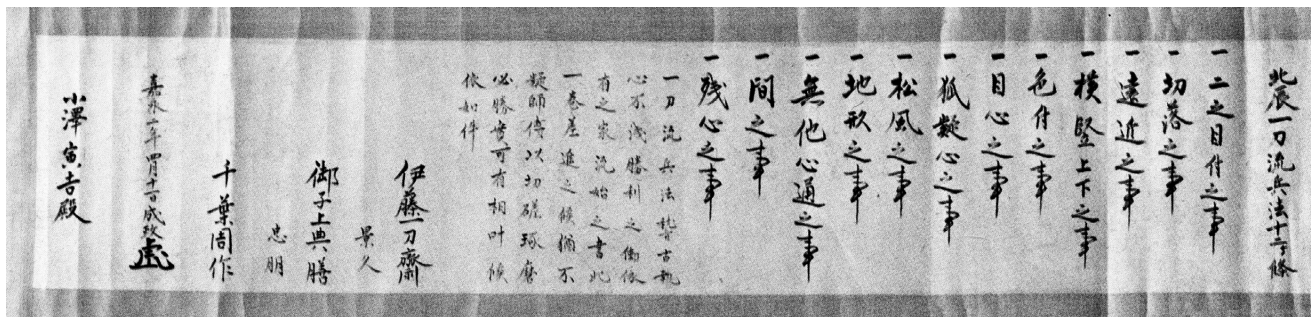 北辰一刀流兵法十二ケ條
一二之目付之事
一切落之事
一遠近之事
一横竪上下之事
一色付之事
一目心之事
一狐疑心之事
一松風之事
一地形之事
一無他心通之事
一間之事
一残心之事
一刀流兵法稽古執
心不浅勝利之働依
有之家流始之書此
一巻差進之候猶不
疑師傳以切磋琢磨
必勝實可有相叶候
依如件
伊藤一刀齋
景久
御子上典膳
忠明
千葉周作
嘉永二年四月十二日成政
小澤寅吉殿